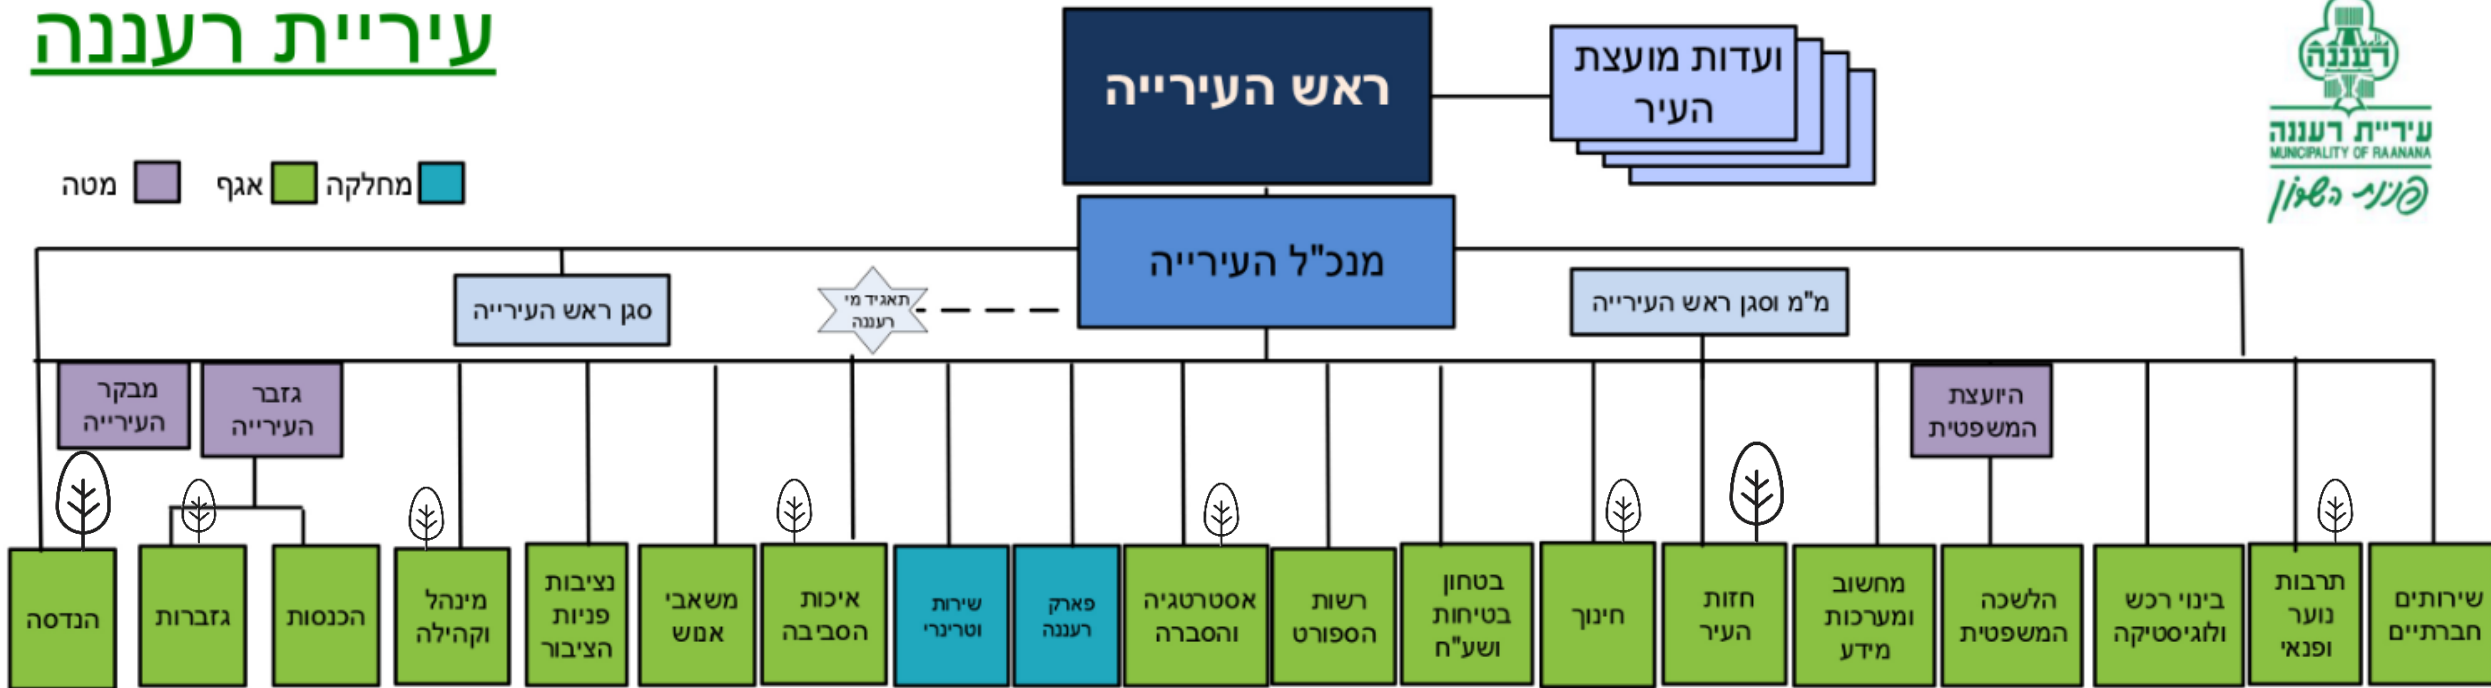 עיריית רעננה
ראש העירייה
ועדות מועצת
העיר
רעננה
עיריית רעננה
MUNICIPALITY OF RAANANA
פנינת השרון
מחלקה
אגף
מטה
מנכ"ל העירייה
מ"מ וסגן ראש העירייה
תאגיד מי
רעננה
סגן ראש העירייה
היועצת
המשפטית
גזבר
העירייה
מבקר
העירייה
שירותים
חברתיים
תרבות
נוער
ופנאי
בינוי רכש
ולוגיסטיקה
הלשכה
המשפטית
מחשוב
ומערכות
מידע
חזות
העיר
חינוך
בטחון
בטיחות
ושע"ח
רשות
הספורט
אסטרטגיה
והסברה
פארק
רעננה
שירות
וטרינרי
איכות
הסביבה
משאבי
אנוש
נציבות
פניות
הציבור
מינהל
וקהילה
הכנסות
גזברות
הנדסה